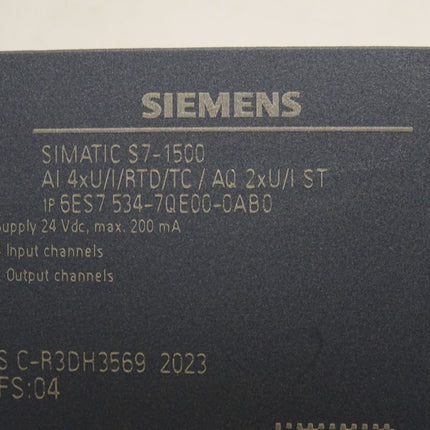 SIEMENS
SIMATIC S7-1500
AI 4xU/I/RTD/TC / AQ 2xU/I ST
1P 6ES7 534-7QE00-0AB0
Supply 24 Vdc, max. 200 mA
Input channels
Output channels
S C-R3DH3569 2023
FS:04